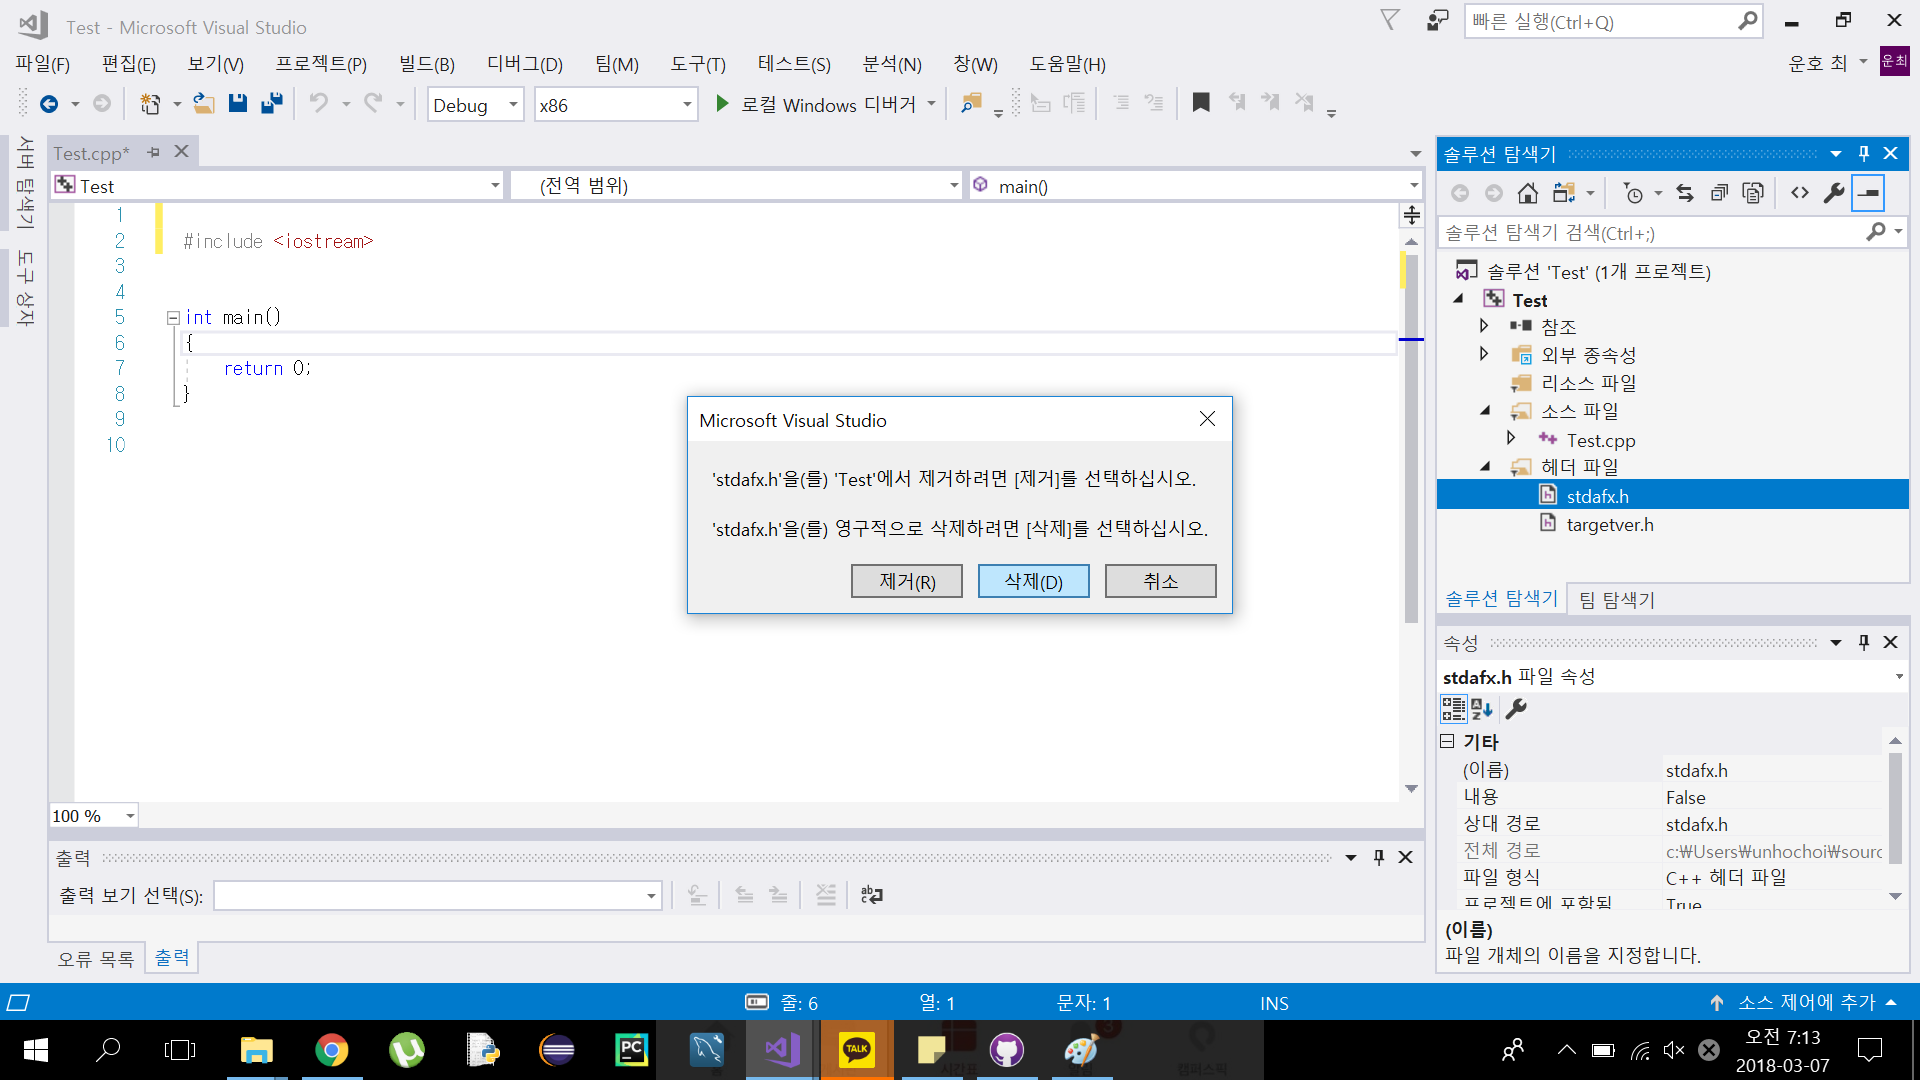 Test - Microsoft Visual Studio
빠른 실행(Ctrl+Q)
파일(F) 편집(E) 보기(V) 프로젝트(P) 빌드(B) 디버그(D) 팀(M) 도구(T) 테스트(S) 분석(N) 창(W) 도움말(H)
운호 최 운최
Debug x86 로컬 Windows 디버거
서버 탐색기
도구 상자
Test.cpp*
Test (전역 범위) main()
1
2 #include <iostream>
3
4
5 int main()
6 {
7 return 0;
8 }
9
10
100 %
Microsoft Visual Studio
'stdafx.h'을(를) 'Test'에서 제거하려면 [제거]를 선택하십시오.
'stdafx.h'을(를) 영구적으로 삭제하려면 [삭제]를 선택하십시오.
제거(R) 삭제(D) 취소
출력
출력 보기 선택(S):
오류 목록 출력
솔루션 탐색기
솔루션 탐색기 검색(Ctrl+;)
솔루션 'Test' (1개 프로젝트)
Test
참조
외부 종속성
리소스 파일
소스 파일
Test.cpp
헤더 파일
stdafx.h
targetver.h
솔루션 탐색기 팀 탐색기
속성
stdafx.h 파일 속성
기타
(이름) stdafx.h
내용 False
상대 경로 stdafx.h
전체 경로 c:₩Users₩unhochoi₩sourc
파일 형식 C++ 헤더 파일
프로젝트에 포함됨 True
(이름)
파일 개체의 이름을 지정합니다.
줄: 6 열: 1 문자: 1 INS 소스 제어에 추가
PC
TALK
오전 7:13
2018-03-07